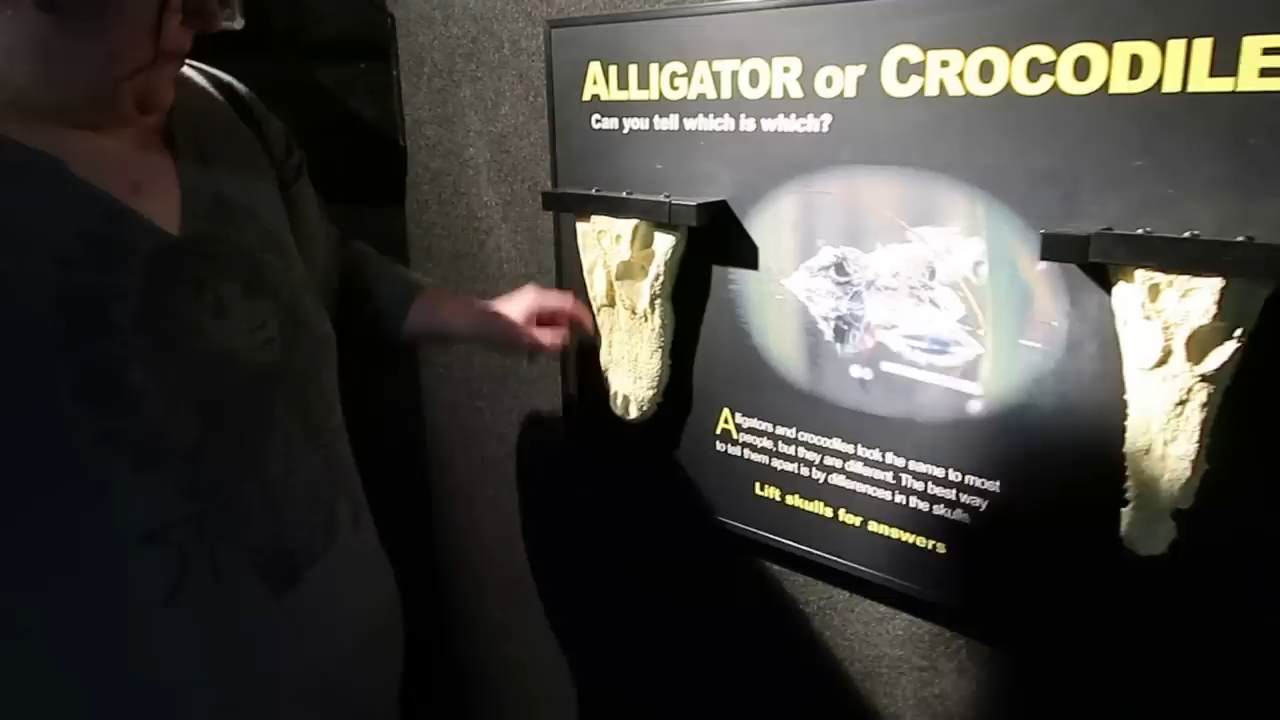 ALLIGATOR or CROCODILE
Can you tell which is which?
Alligators and crocodiles look the same to most
people, but they are different. The best way
to tell them apart is by differences in the skulls
Lift skulls for answers